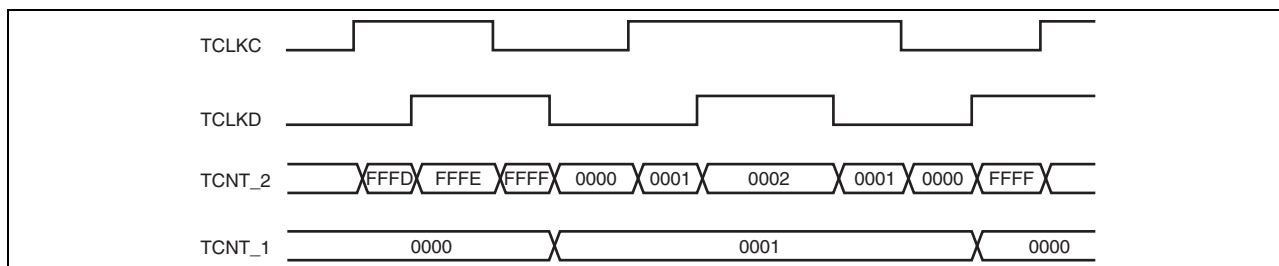 TCLKC
TCLKD
TCNT_2 FFFD FFFE FFFF 0000 0001 0002 0001 0000 FFFF
TCNT_1 0000 0001 0000